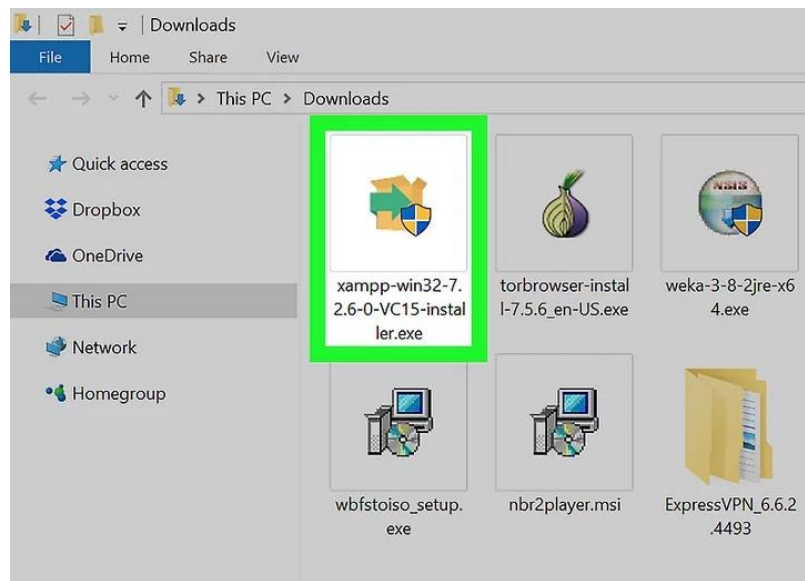 Downloads
File Home Share View
This PC > Downloads
Quick access
Dropbox
OneDrive
This PC
Network
Homegroup
xampp-win32-7.
2.6-0-VC15-instal
ler.exe
torbrowser-instal
l-7.5.6_en-US.exe
NSIS
weka-3-8-2jre-x6
4.exe
wbfstoiso_setup.
exe
nbr2player.msi
ExpressVPN_6.6.2
.4493